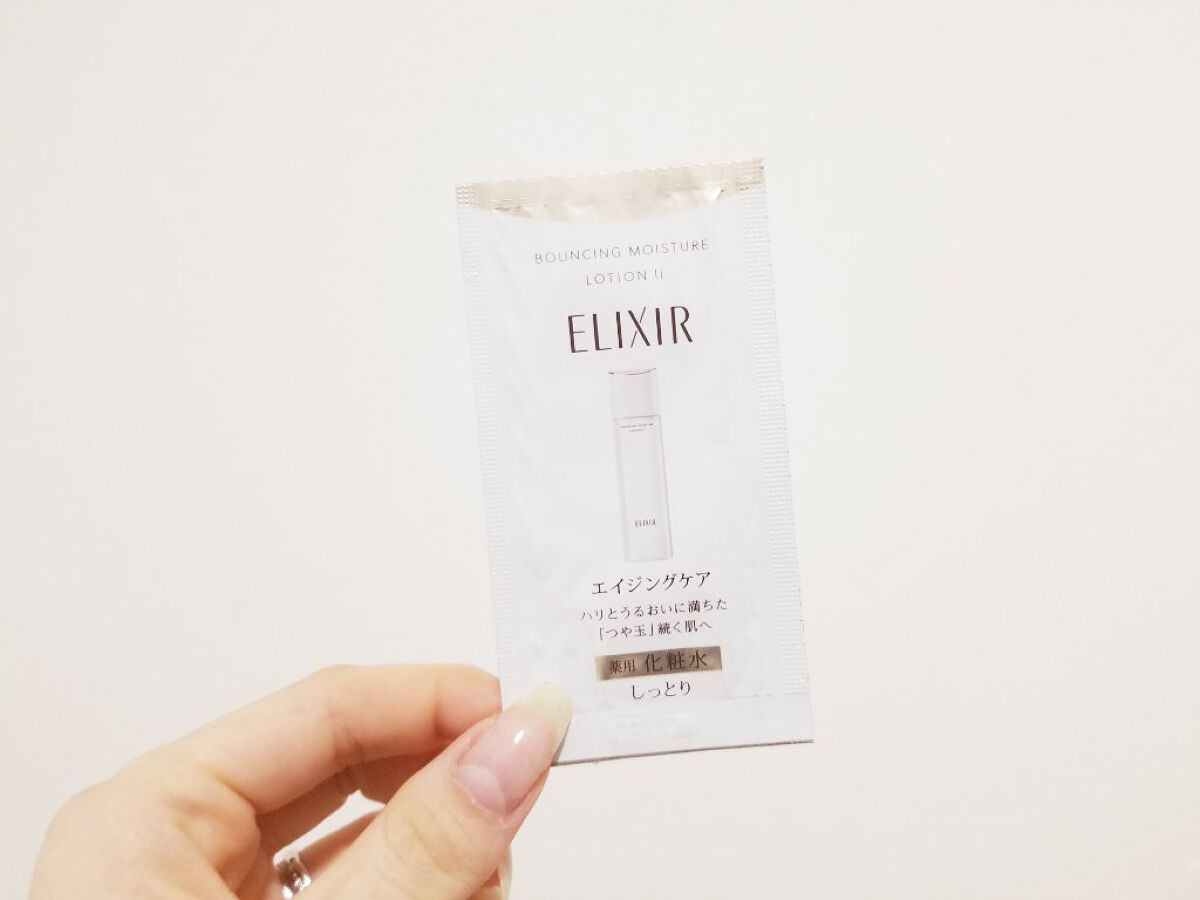 BOUNCING MOISTURE
LOTION II
ELIXIR
ELIXIR
エイジングケア
ハリとうるおいに満ちた
「つや玉」続く肌へ
薬用 化粧水
しっとり